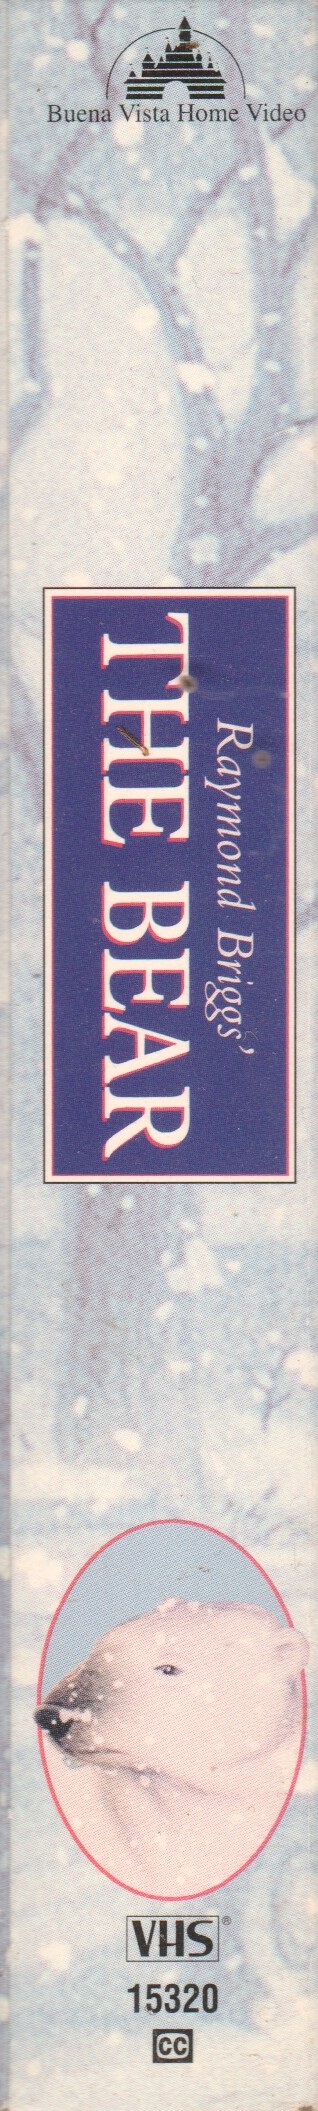 Buena Vista Home Video
Raymond Briggs'
THE BEAR
VHS®
15320
CC